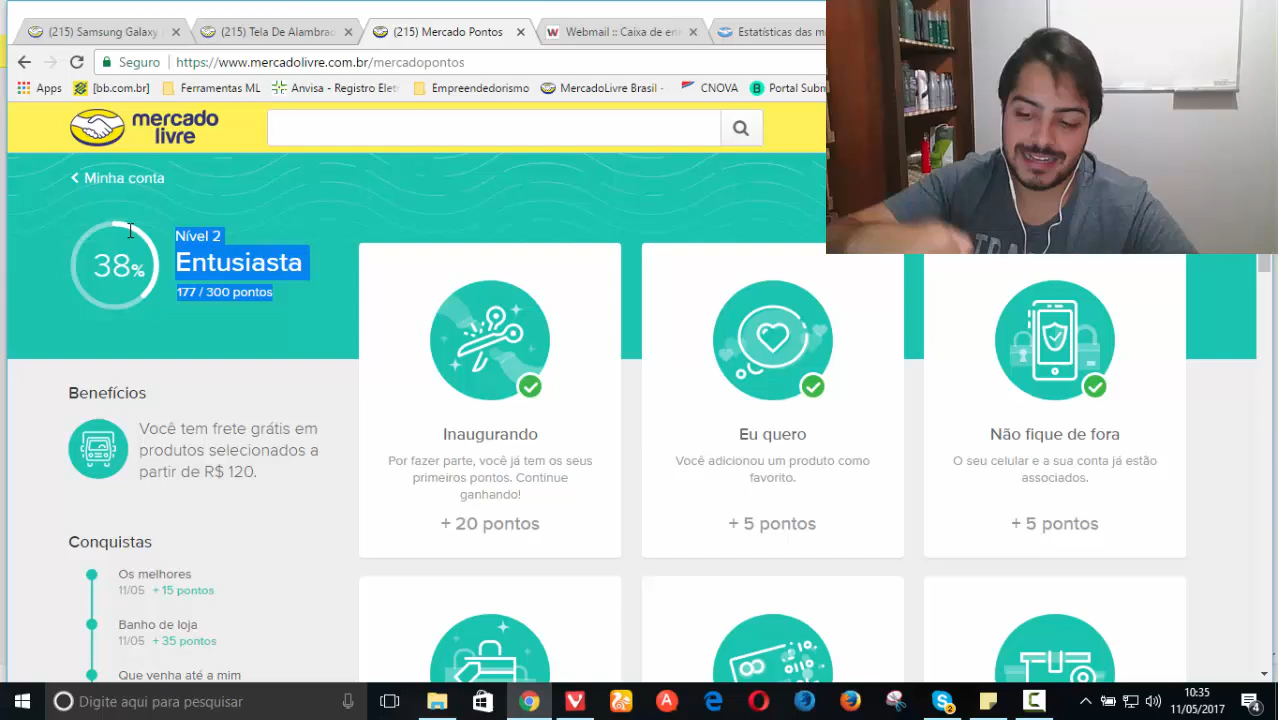 (215) Samsung Galaxy
(215) Tela De Alambrac
(215) Mercado Pontos
Webmail :: Caixa de en
Estatísticas das m
Seguro
https://www.mercadolivre.com.br/mercadopontos
Apps
[bb.com.br]
Ferramentas ML
Anvisa - Registro Elet
Empreendedorismo
MercadoLivre Brasil -
CNOVA
Portal Subm
mercado
livre
Minha conta
38%
Nível 2
Entusiasta
177 / 300 pontos
Benefícios
Você tem frete grátis em
produtos selecionados a
partir de R$ 120.
Conquistas
Os melhores
11/05 + 15 pontos
Banho de loja
11/05 + 35 pontos
Que venha até a mim
Inaugurando
Por fazer parte, você já tem os seus
primeiros pontos. Continue
ganhando!
+ 20 pontos
Eu quero
Você adicionou um produto como
favorito.
+ 5 pontos
Não fique de fora
O seu celular e a sua conta já estão
associados.
+ 5 pontos
Digite aqui para pesquisar
10:35
11/05/2017